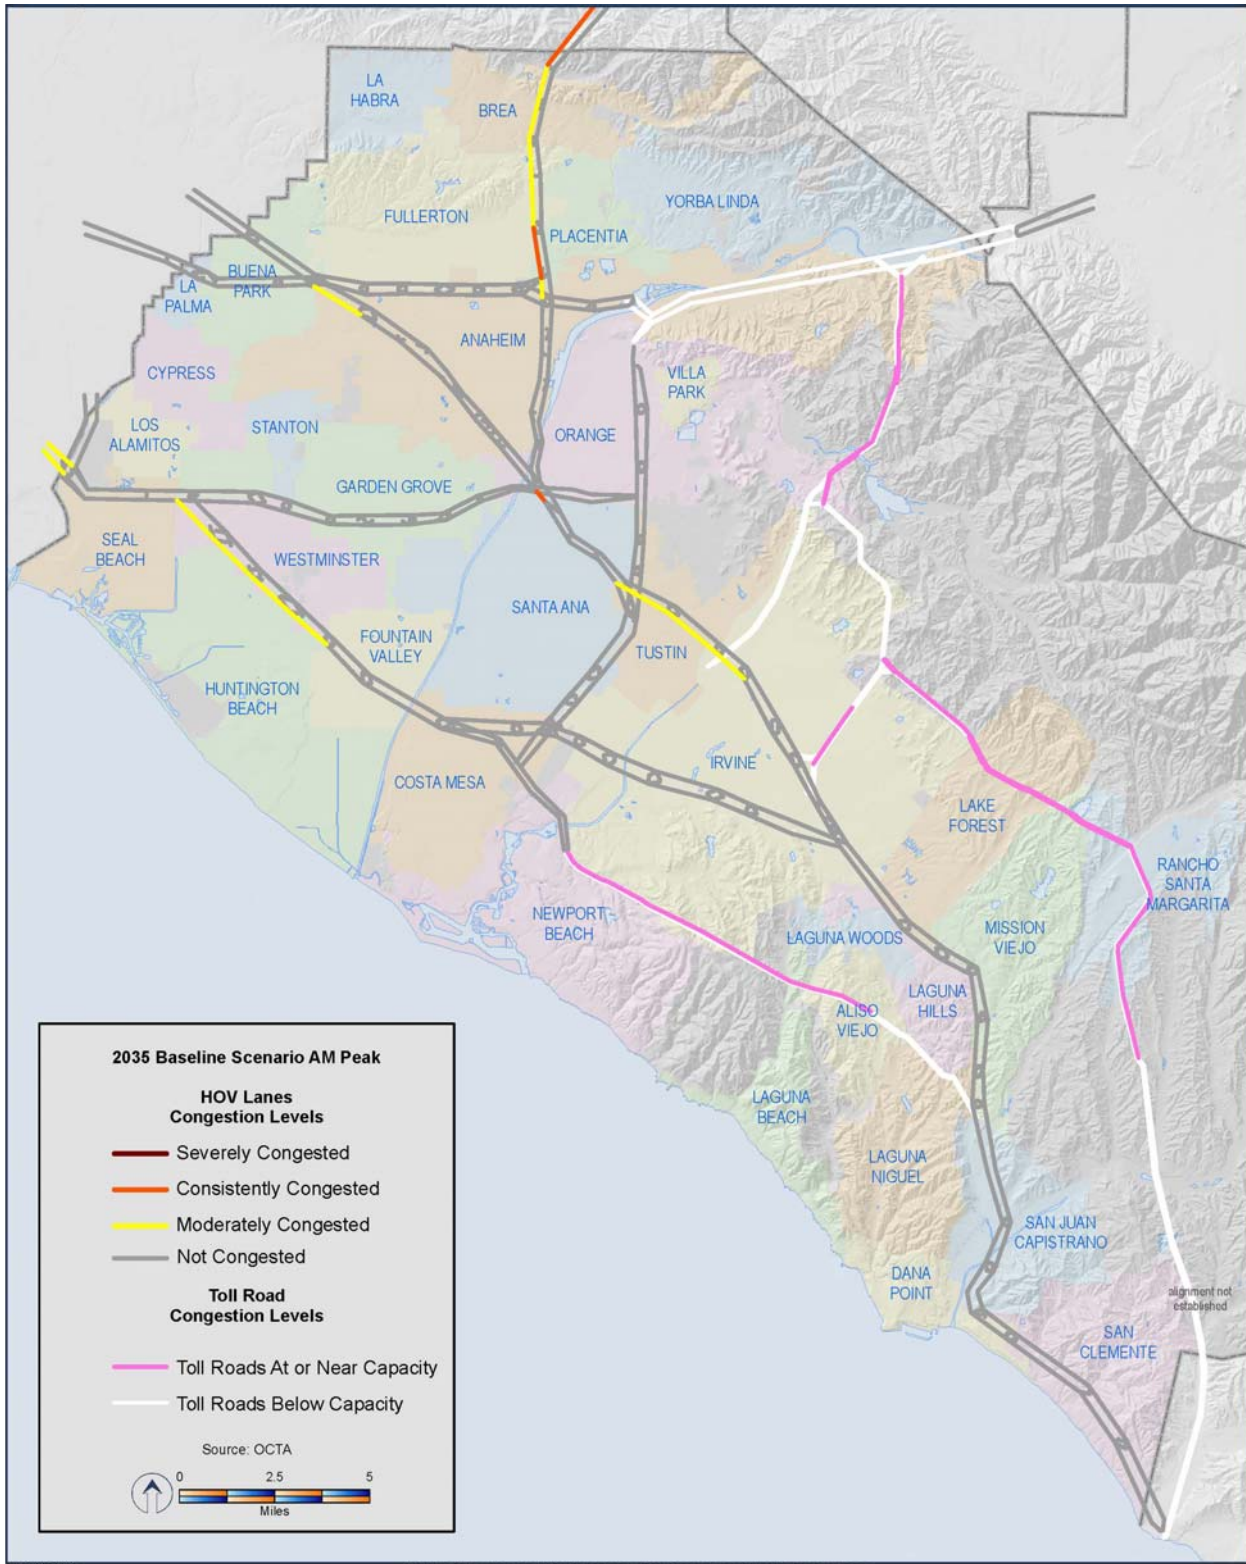 LA
HABRA
BREA
YORBA LINDA
FULLERTON
PLACENTIA
BUENA
PARK
LA
PALMA
ANAHEIM
CYPRESS
VILLA
PARK
LOS
ALAMITOS
STANTON
ORANGE
GARDEN GROVE
SEAL
BEACH
WESTMINSTER
SANTA ANA
FOUNTAIN
VALLEY
TUSTIN
HUNTINGTON
BEACH
IRVINE
COSTA MESA
LAKE
FOREST
RANCHO
SANTA
MARGARITA
NEWPORT
BEACH
LAGUNA WOODS
MISSION
VIEJO
LAGUNA
HILLS
ALISO
VIEJO
LAGUNA
BEACH
LAGUNA
NIGUEL
SAN JUAN
CAPISTRANO
DANA
POINT
alignment not
established
SAN
CLEMENTE
2035 Baseline Scenario AM Peak
HOV Lanes
Congestion Levels
Severely Congested
Consistently Congested
Moderately Congested
Not Congested
Toll Road
Congestion Levels
Toll Roads At or Near Capacity
Toll Roads Below Capacity
Source: OCTA
0 2.5 5
Miles